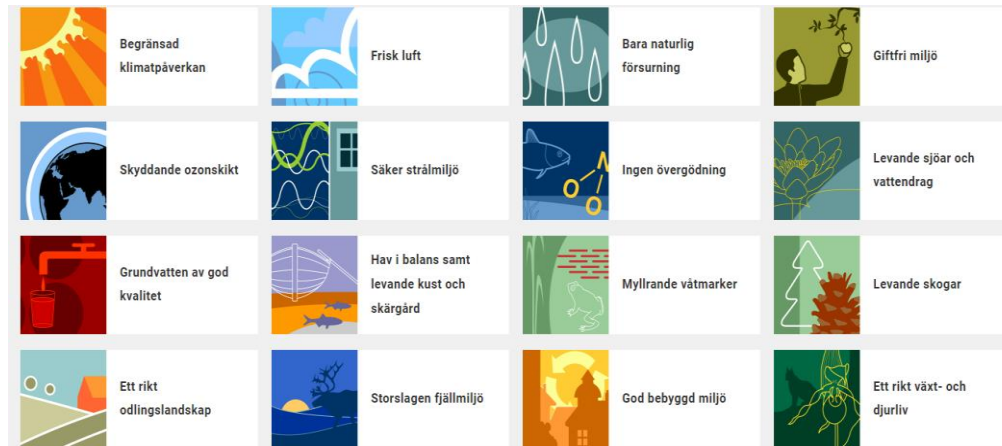 Begränsad
klimatpåverkan
Frisk luft
Bara naturlig
försurning
Giftfri miljö
Skyddande ozonskikt
Säker strålmiljö
Ingen övergödning
Levande sjöar och
vattendrag
Grundvatten av god
kvalitet
Hav i balans samt
levande kust och
skärgård
Myllrande våtmarker
Levande skogar
Ett rikt
odlingslandskap
Storslagen fjällmiljö
God bebyggd miljö
Ett rikt växt- och
djurliv